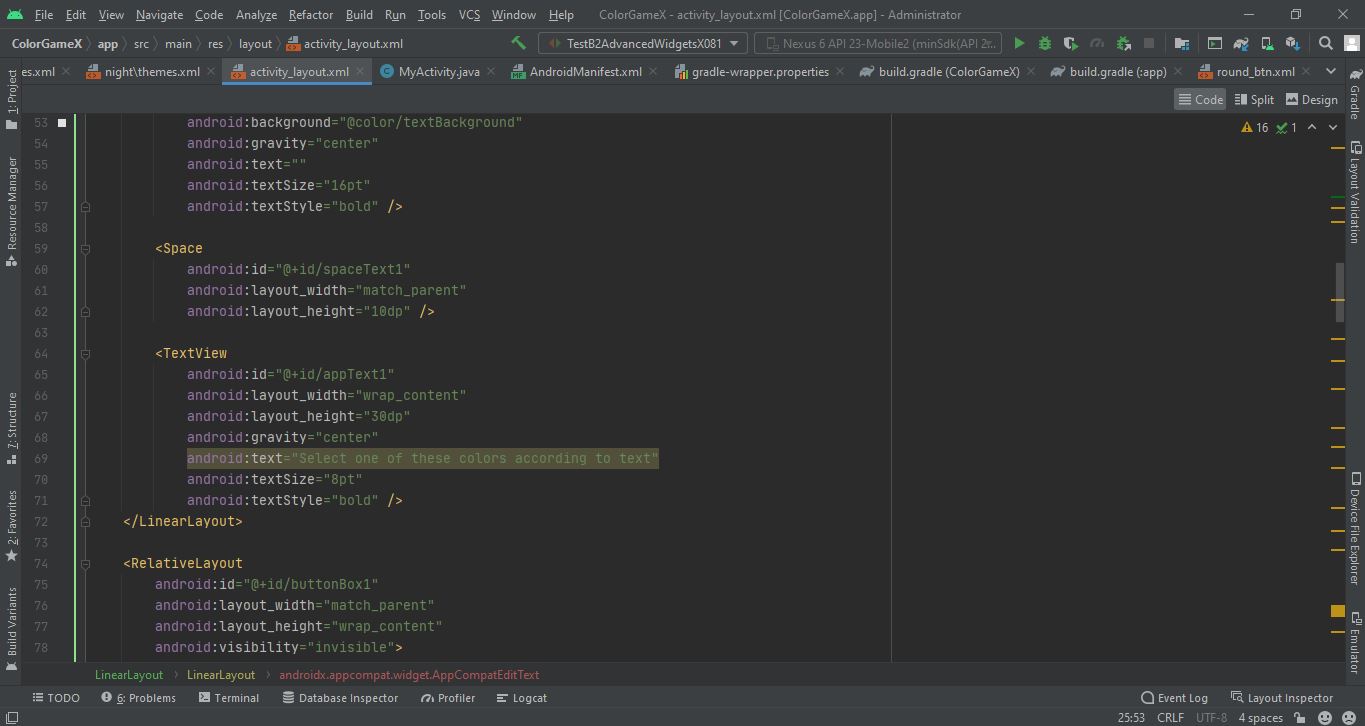 File Edit View Navigate Code Analyze Refactor Build Run Tools VCS Window Help ColorGameX - activity_layout.xml [ColorGameX.app] - Administrator
ColorGameX app src main res layout activity_layout.xml TestB2AdvancedWidgetsX081 Nexus 6 API 23-Mobile2 (minSdk(API 2r...
es.xml night\themes.xml activity_layout.xml MyActivity.java AndroidManifest.xml gradle-wrapper.properties build.gradle (ColorGameX) build.gradle (:app) round_btn.xml
Code Split Design
16 1
1: Project
Resource Manager
7: Structure
2: Favorites
Build Variants
53 android:background="@color/textBackground"
54 android:gravity="center"
55 android:text=""
56 android:textSize="16pt"
57 android:textStyle="bold" />
58
59 <Space
60 android:id="@+id/spaceText1"
61 android:layout_width="match_parent"
62 android:layout_height="10dp" />
63
64 <TextView
65 android:id="@+id/appText1"
66 android:layout_width="wrap_content"
67 android:layout_height="30dp"
68 android:gravity="center"
69 android:text="Select one of these colors according to text"
70 android:textSize="8pt"
71 android:textStyle="bold" />
72 </LinearLayout>
73
74 <RelativeLayout
75 android:id="@+id/buttonBox1"
76 android:layout_width="match_parent"
77 android:layout_height="wrap_content"
78 android:visibility="invisible">
Gradle
Layout Validation
Device File Explorer
Emulator
LinearLayout LinearLayout androidx.appcompat.widget.AppCompatEditText
TODO 6: Problems Terminal Database Inspector Profiler Logcat Event Log Layout Inspector
25:53 CRLF UTF-8 4 spaces